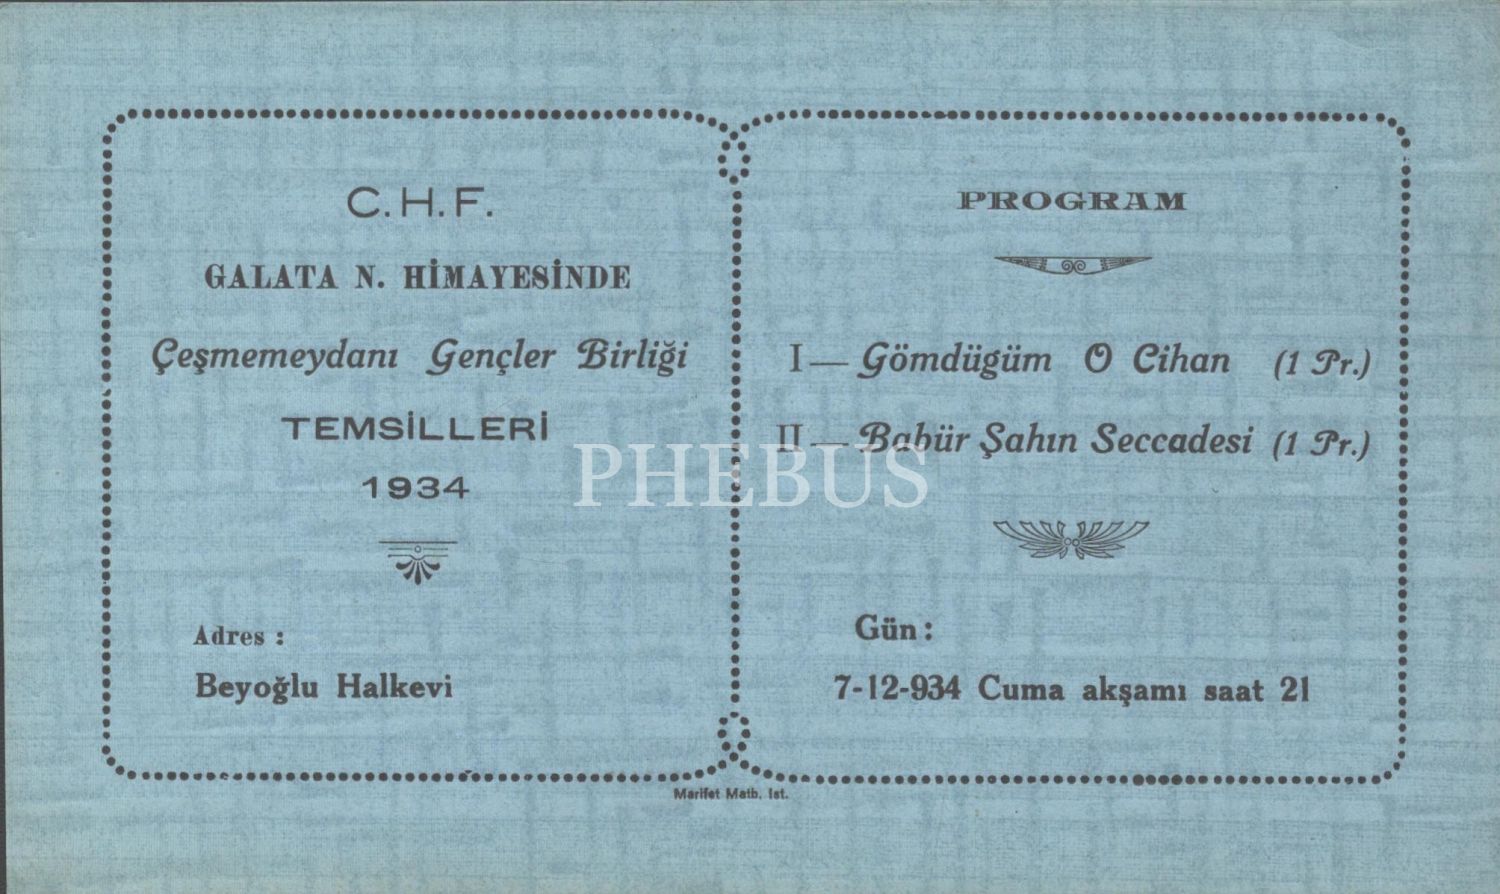 C. H. F.
GALATA N. HİMAYESİNDE
Çeşmemeydanı Gençler Birliği
TEMSİLLERİ
1934
Adres :
Beyoğlu Halkevi
PROGRAM
I — Gömdügüm O Cihan (1 Pr.)
II — Babür Şahın Seccadesi (1 Pr.)
Gün :
7-12-934 Cuma akşamı saat 21
Marifet Matb. Ist.
PHEBUS